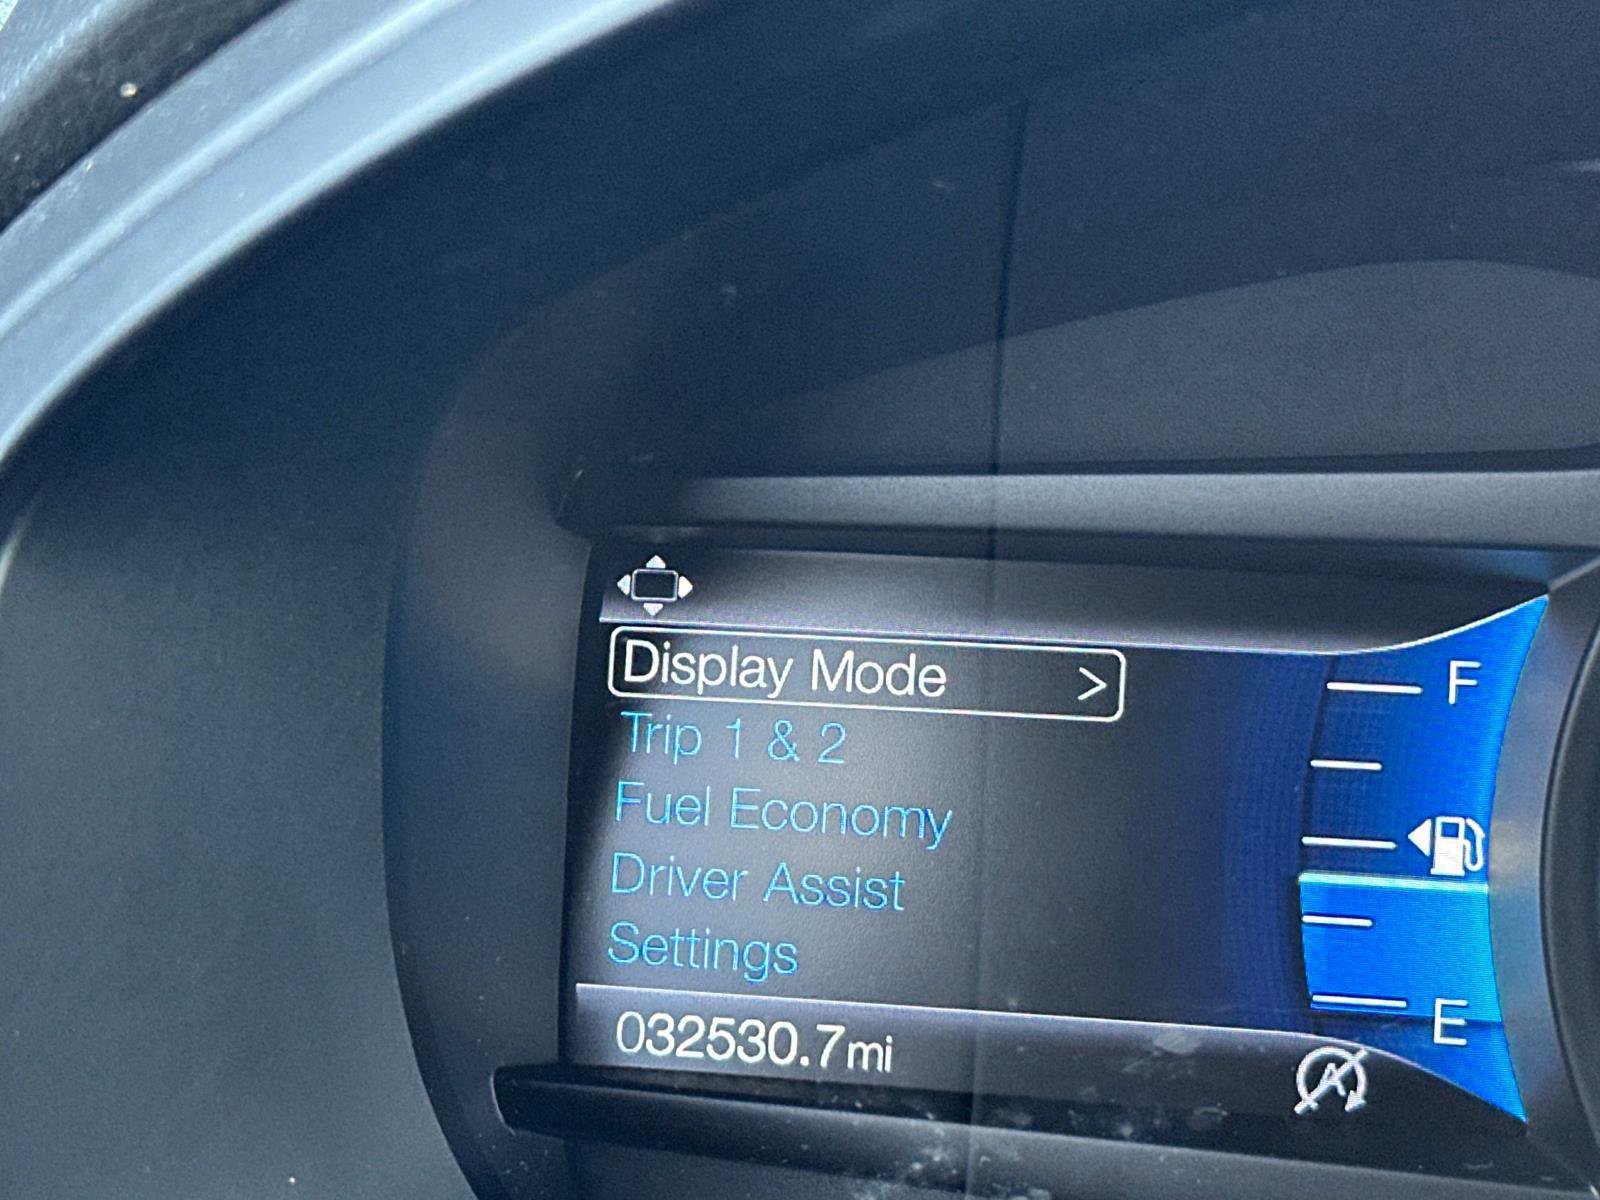 Display Mode >
Trip 1 & 2
Fuel Economy
Driver Assist
Settings
032530.7mi
F
E
A